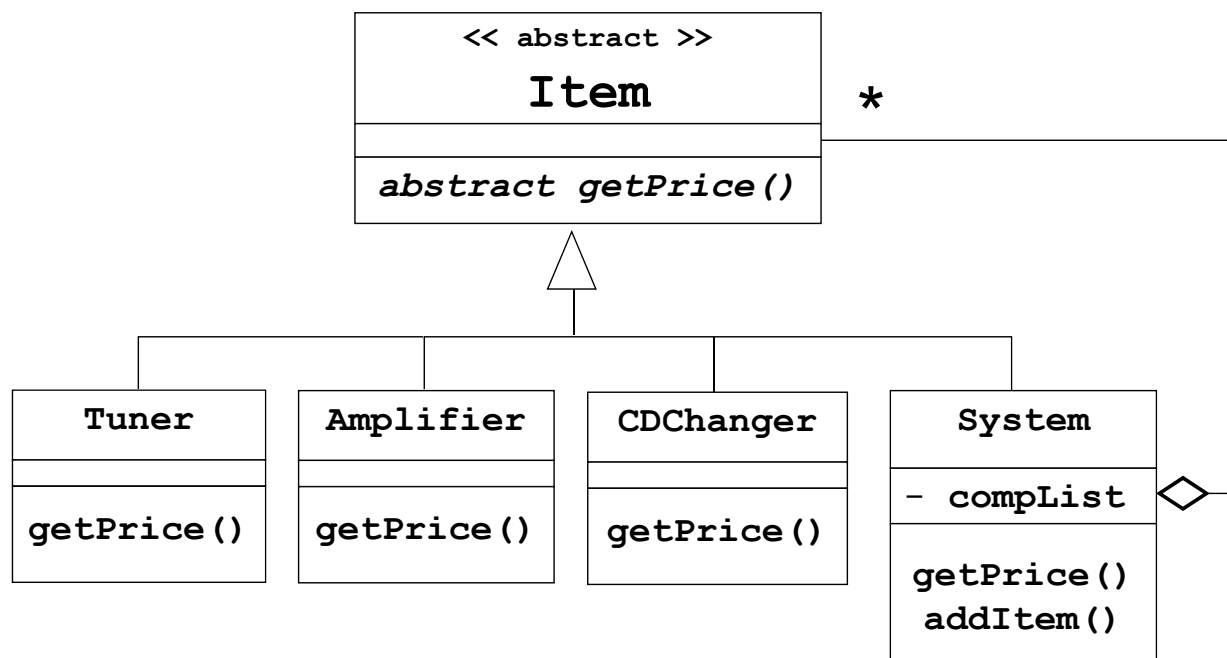 << abstract >>
Item
*
abstract getPrice()
Tuner
getPrice()
Amplifier
getPrice()
CDChanger
getPrice()
System
- compList
getPrice()
addItem()